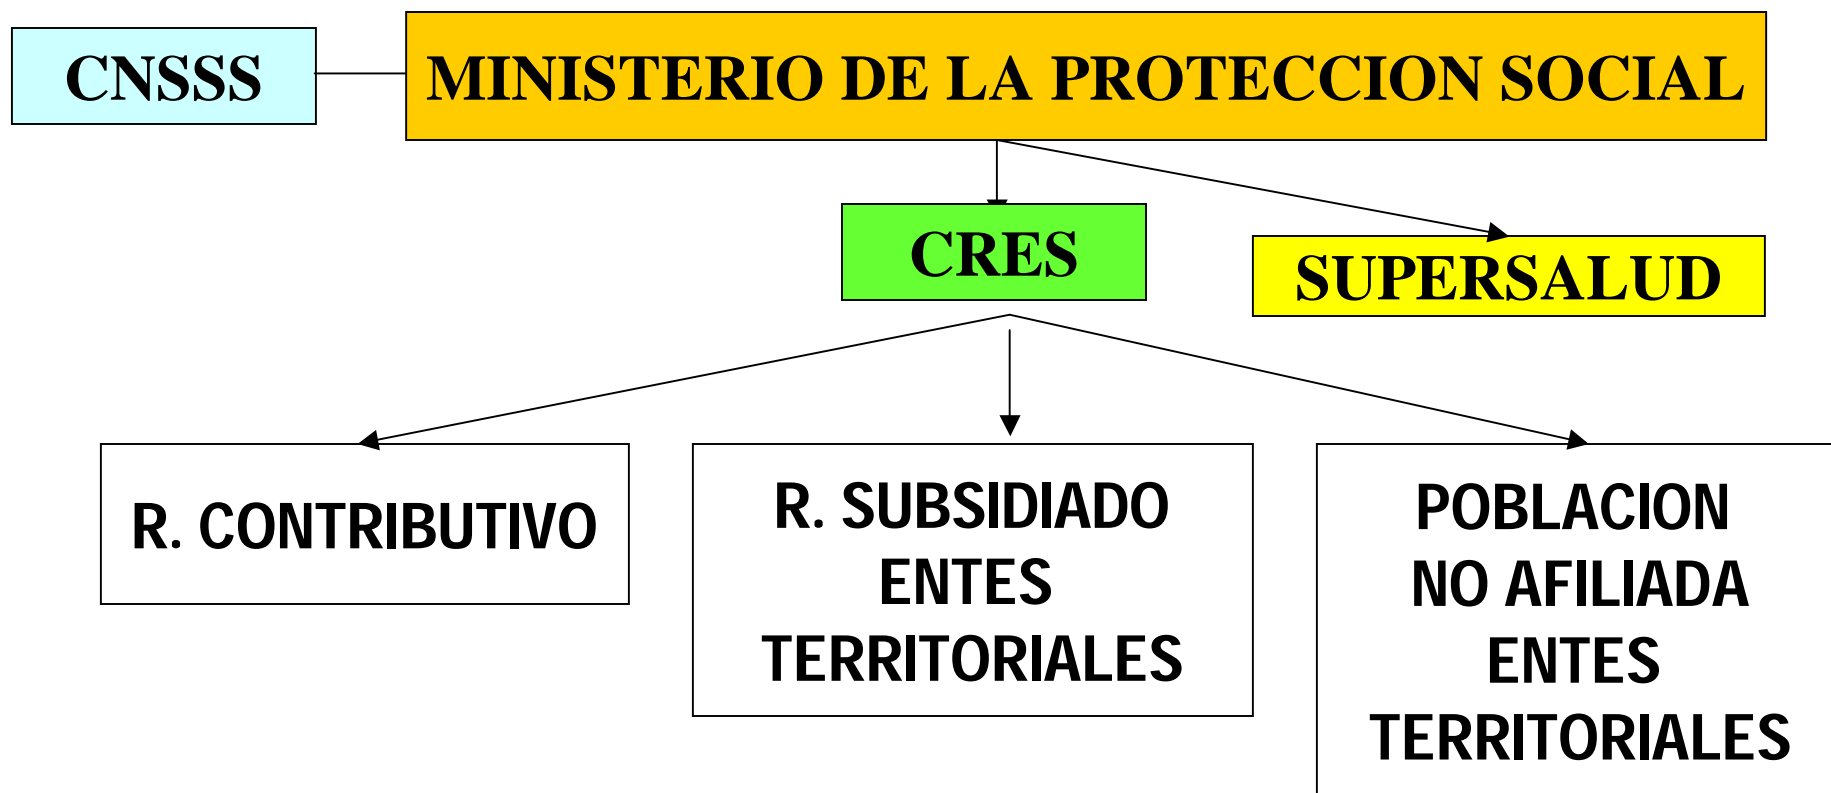 CNSSS
MINISTERIO DE LA PROTECCION SOCIAL
CRES
SUPERSALUD
R. CONTRIBUTIVO
R. SUBSIDIADO
ENTES
TERRITORIALES
POBLACION
NO AFILIADA
ENTES
TERRITORIALES